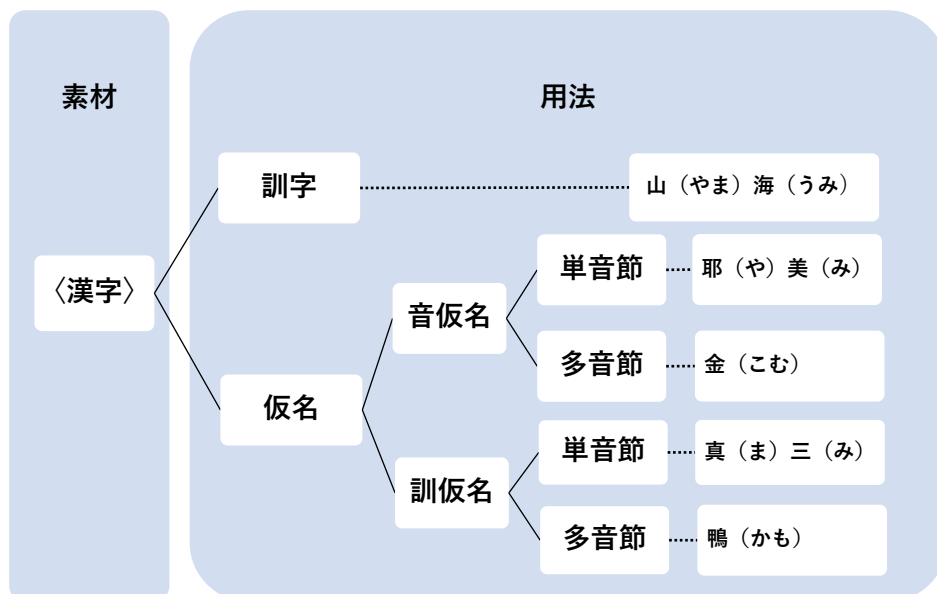 素材
用法
訓字
山（やま）海（うみ）
〈漢字〉
単音節
耶（や）美（み）
音仮名
多音節
金（こむ）
仮名
単音節
真（ま）三（み）
訓仮名
多音節
鴨（かも）